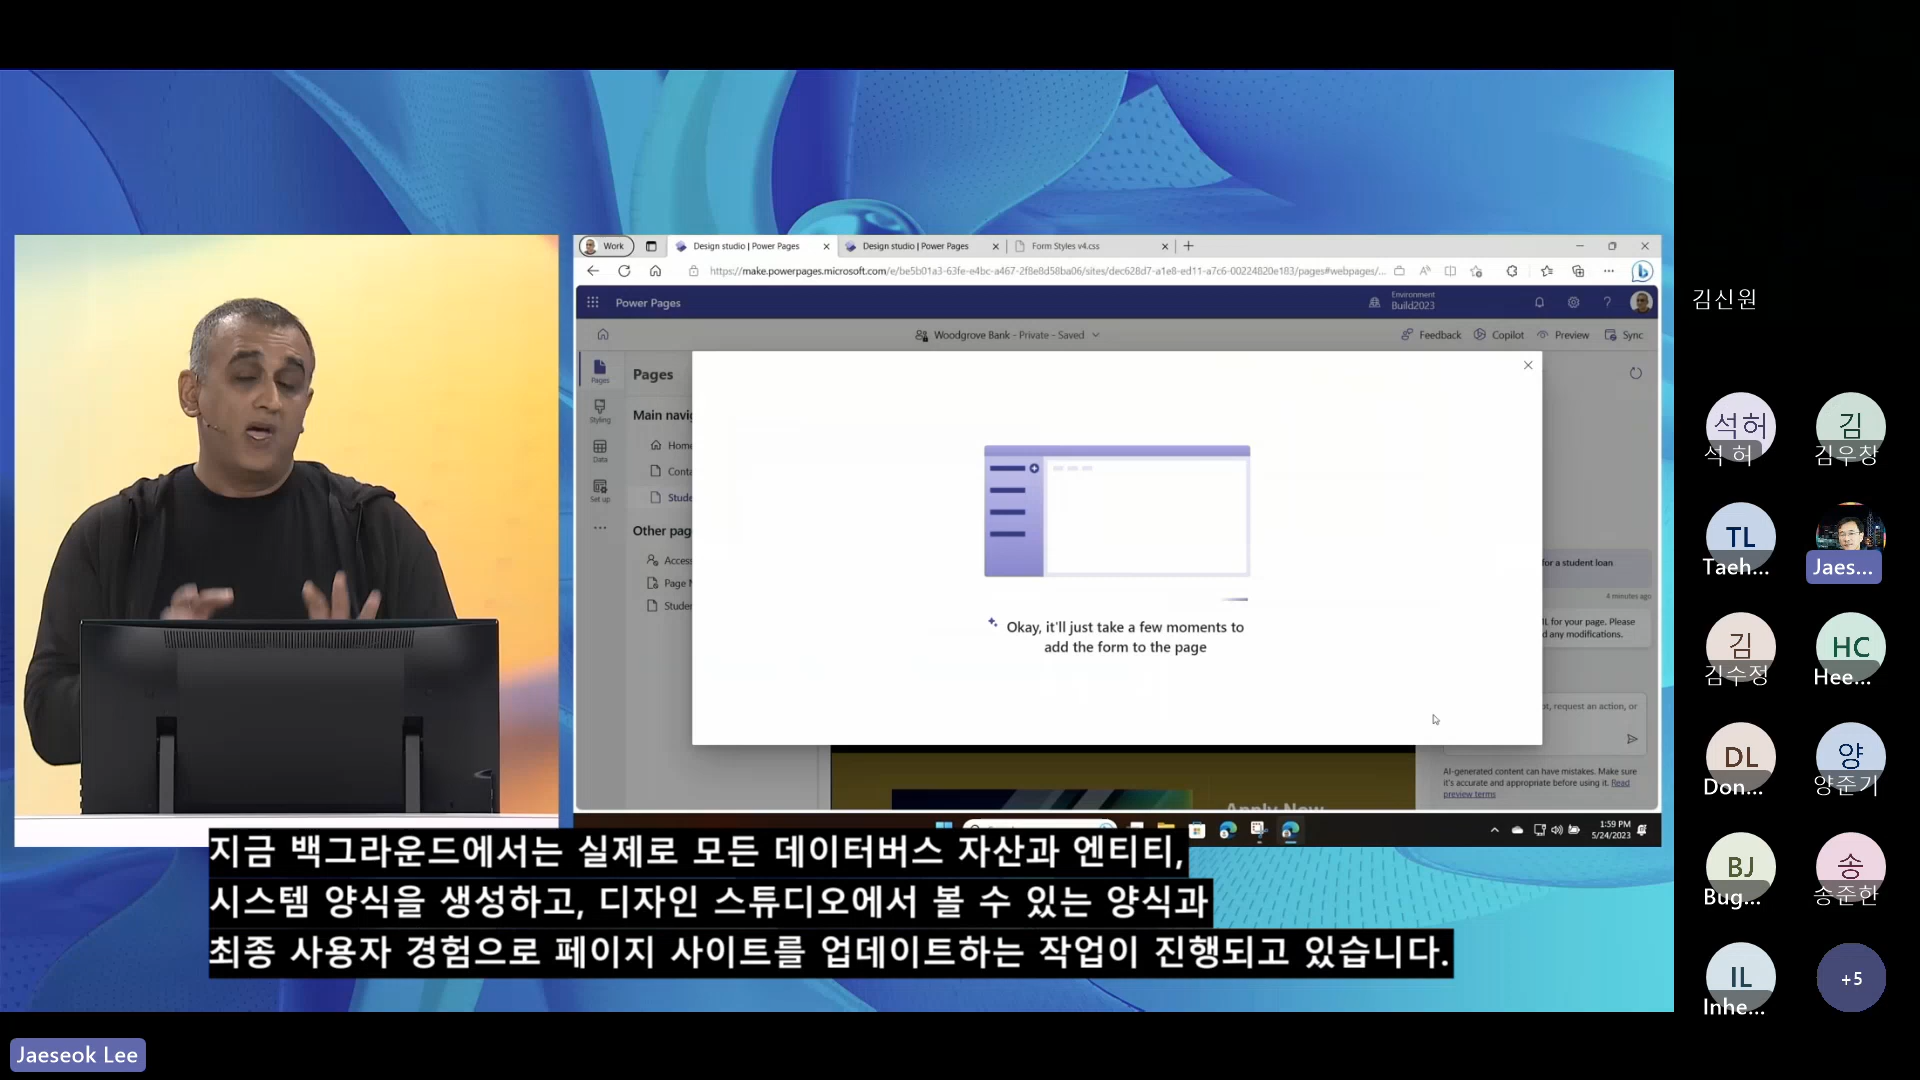 Work
Design studio | Power Pages
Design studio | Power Pages
Form Styles v4.css
https://make.powerpages.microsoft.com/e/be5b01a3-63fe-e4bc-a467-2f8e8d58ba06/sites/dec628d7-a1e8-ed11-a7c6-00224820e183/pages#webpages/...
Power Pages
Environment
Build2023
Woodgrove Bank - Private - Saved
Feedback
Copilot
Preview
Sync
Pages
Styling
Data
Set up
Pages
Main navig
Home
Conta
Stude
Other pag
Access
Page N
Studen
Okay, it'll just take a few moments to
add the form to the page
for a student loan
4 minutes ago
L for your page. Please
d any modifications.
ot, request an action, or
AI-generated content can have mistakes. Make sure
it's accurate and appropriate before using it. Read
preview terms
Apply Now
1:59 PM
5/24/2023
지금 백그라운드에서는 실제로 모든 데이터버스 자산과 엔티티,
시스템 양식을 생성하고, 디자인 스튜디오에서 볼 수 있는 양식과
최종 사용자 경험으로 페이지 사이트를 업데이트하는 작업이 진행되고 있습니다.
Jaeseok Lee
김신원
석허
석 허
김
김우창
TL
Taeh...
Jaes...
김
김수정
HC
Hee...
DL
Don...
양
양준기
BJ
Bug...
송
송준한
IL
Inhe...
+5